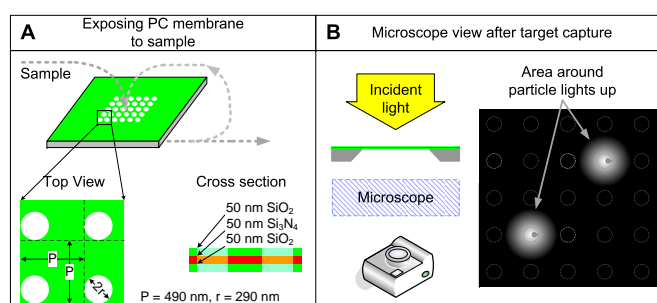 A
Exposing PC membrane
to sample
Sample
Top View
Cross section
50 nm SiO₂
50 nm Si₃N₄
50 nm SiO₂
P
P
2r
P = 490 nm, r = 290 nm
B
Microscope view after target capture
Incident
light
Area around
particle lights up
Microscope